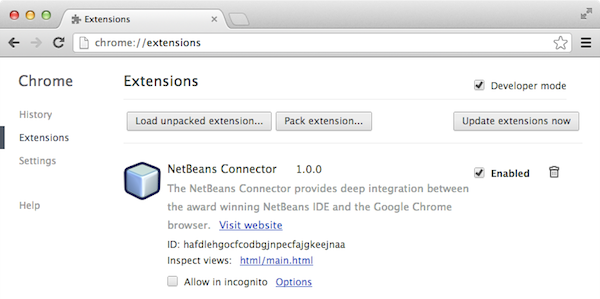 Extensions
chrome://extensions
Chrome
Extensions
Developer mode
History
Extensions
Settings
Help
Load unpacked extension...
Pack extension...
Update extensions now
NetBeans Connector 1.0.0
Enabled
The NetBeans Connector provides deep integration between
the award winning NetBeans IDE and the Google Chrome
browser. Visit website
ID: hafdlehgocfcodbgjnpecfajgkeejnaa
Inspect views: html/main.html
Allow in incognito Options